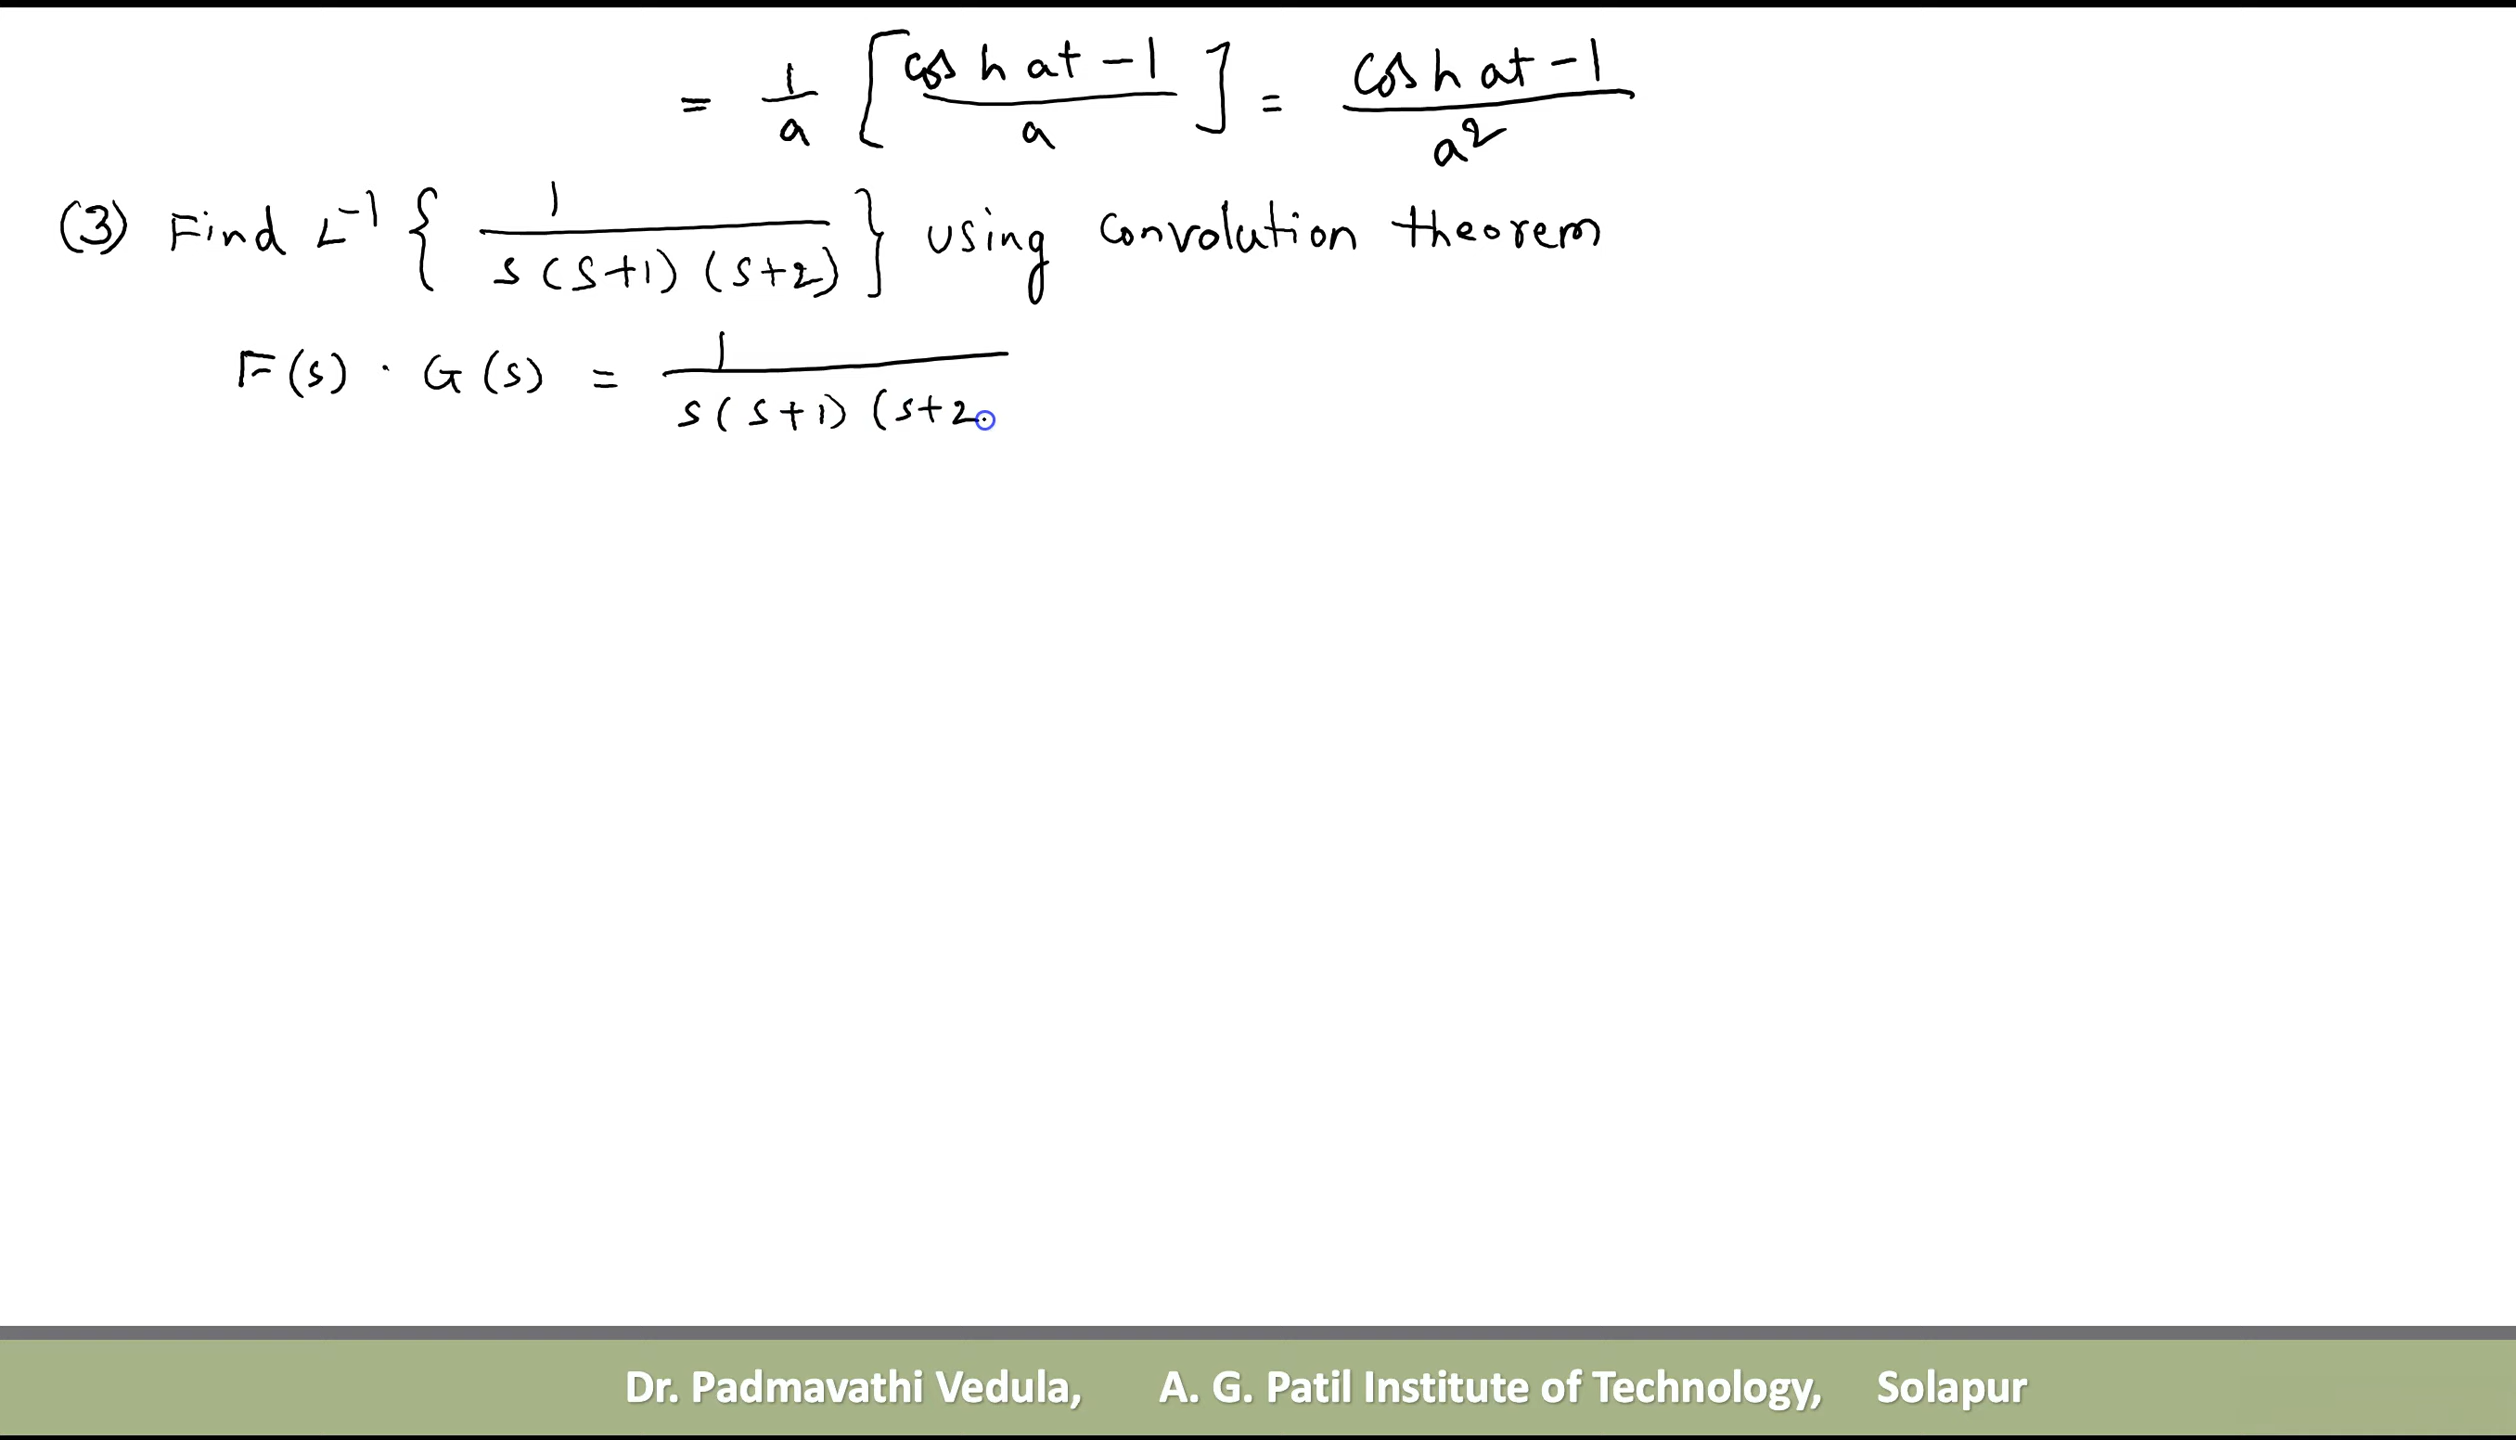 = 1/a [ Cos h at - 1 / a ] = Cos h at - 1 / a²
(3) Find L⁻¹ { 1 / s(s+1)(s+2) } using convolution theorem
F(s) · G(s) = 1 / s(s+1)(s+2
Dr. Padmavathi Vedula, A. G. Patil Institute of Technology, Solapur